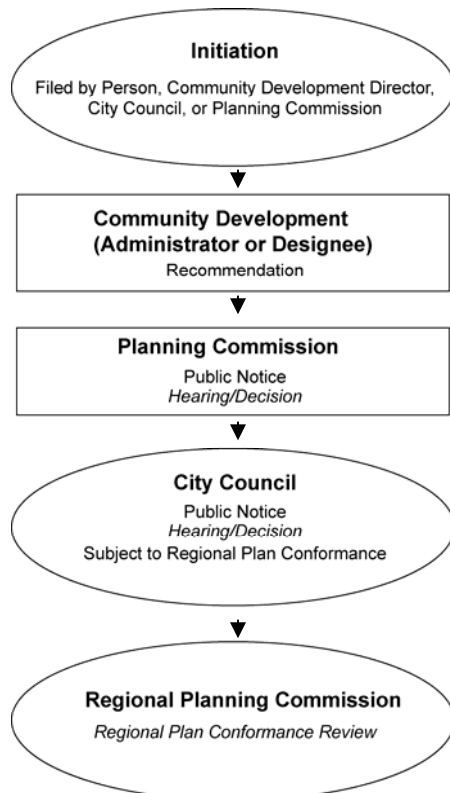 Initiation
Filed by Person, Community Development Director,
City Council, or Planning Commission
Community Development
(Administrator or Designee)
Recommendation
Planning Commission
Public Notice
Hearing/Decision
City Council
Public Notice
Hearing/Decision
Subject to Regional Plan Conformance
Regional Planning Commission
Regional Plan Conformance Review